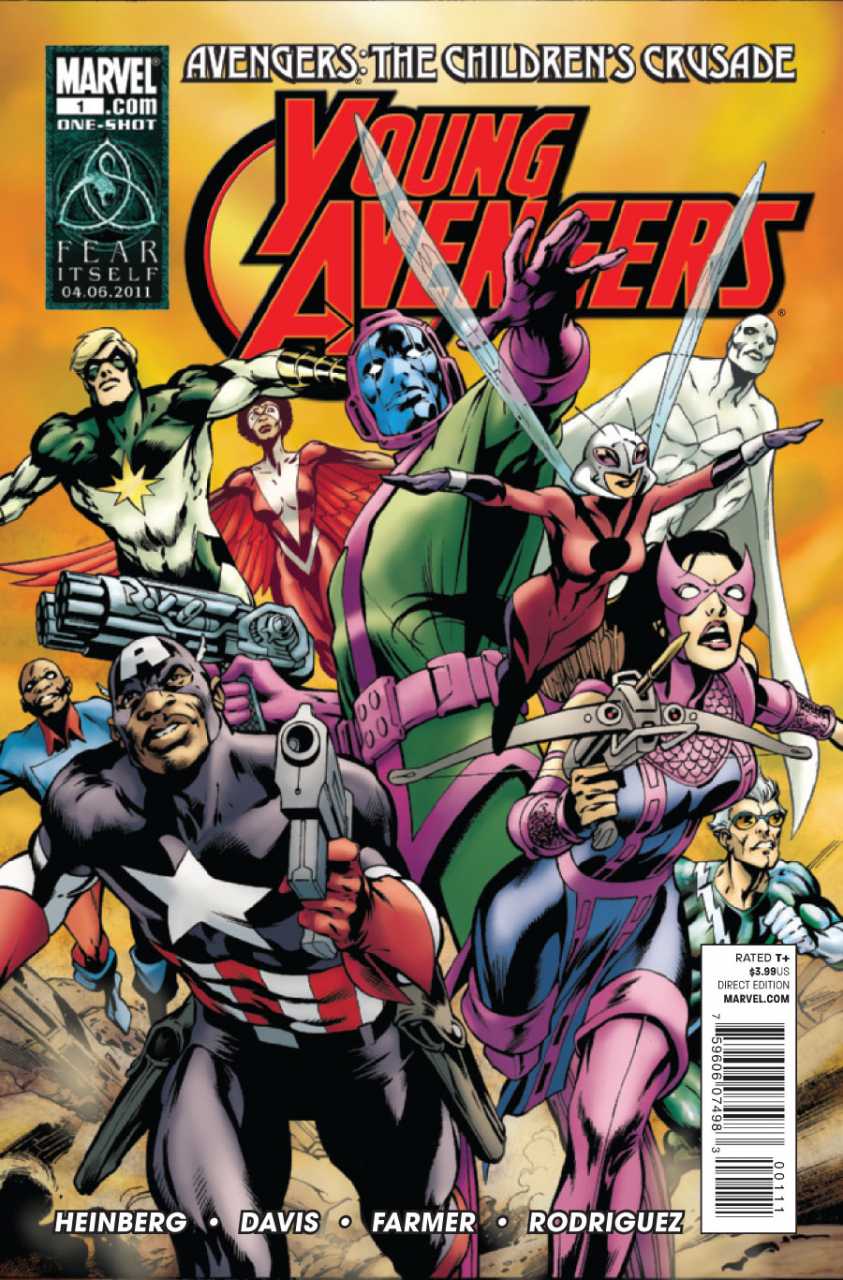 AVENGERS: THE CHILDREN'S CRUSADE
MARVEL®
1 .com
ONE-SHOT
FEAR
ITSELF
04.06.2011
YOUNG
AVENGERS®
A
RATED T+
$3.99US
DIRECT EDITION
MARVEL.COM
7 59606 07498 3
00111
HEINBERG • DAVIS • FARMER • RODRIGUEZ